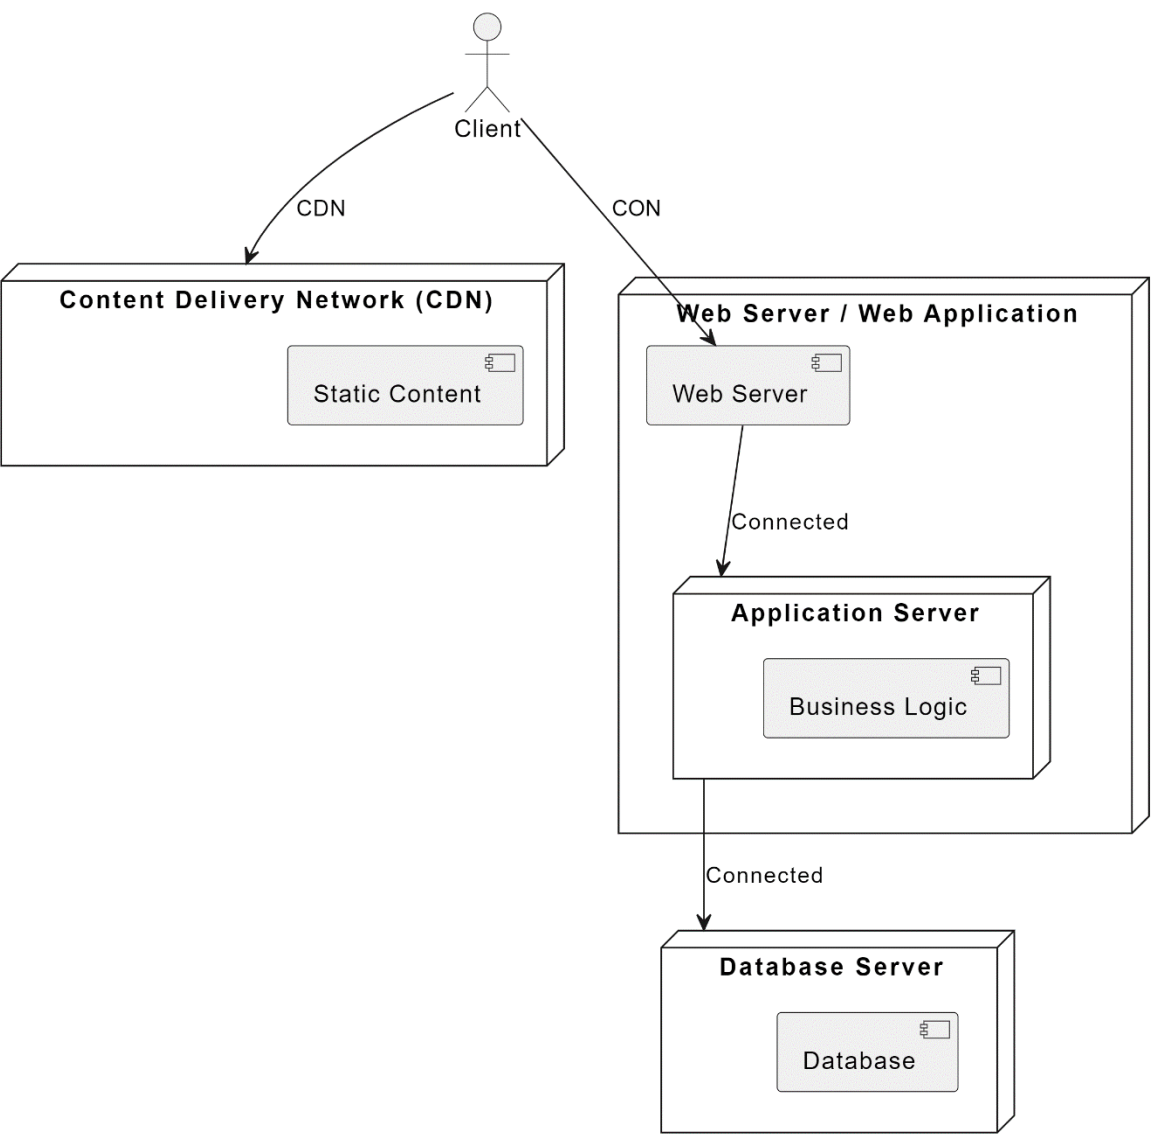 Client
CDN
CON
Content Delivery Network (CDN)
Static Content
Web Server / Web Application
Web Server
Connected
Application Server
Business Logic
Connected
Database Server
Database